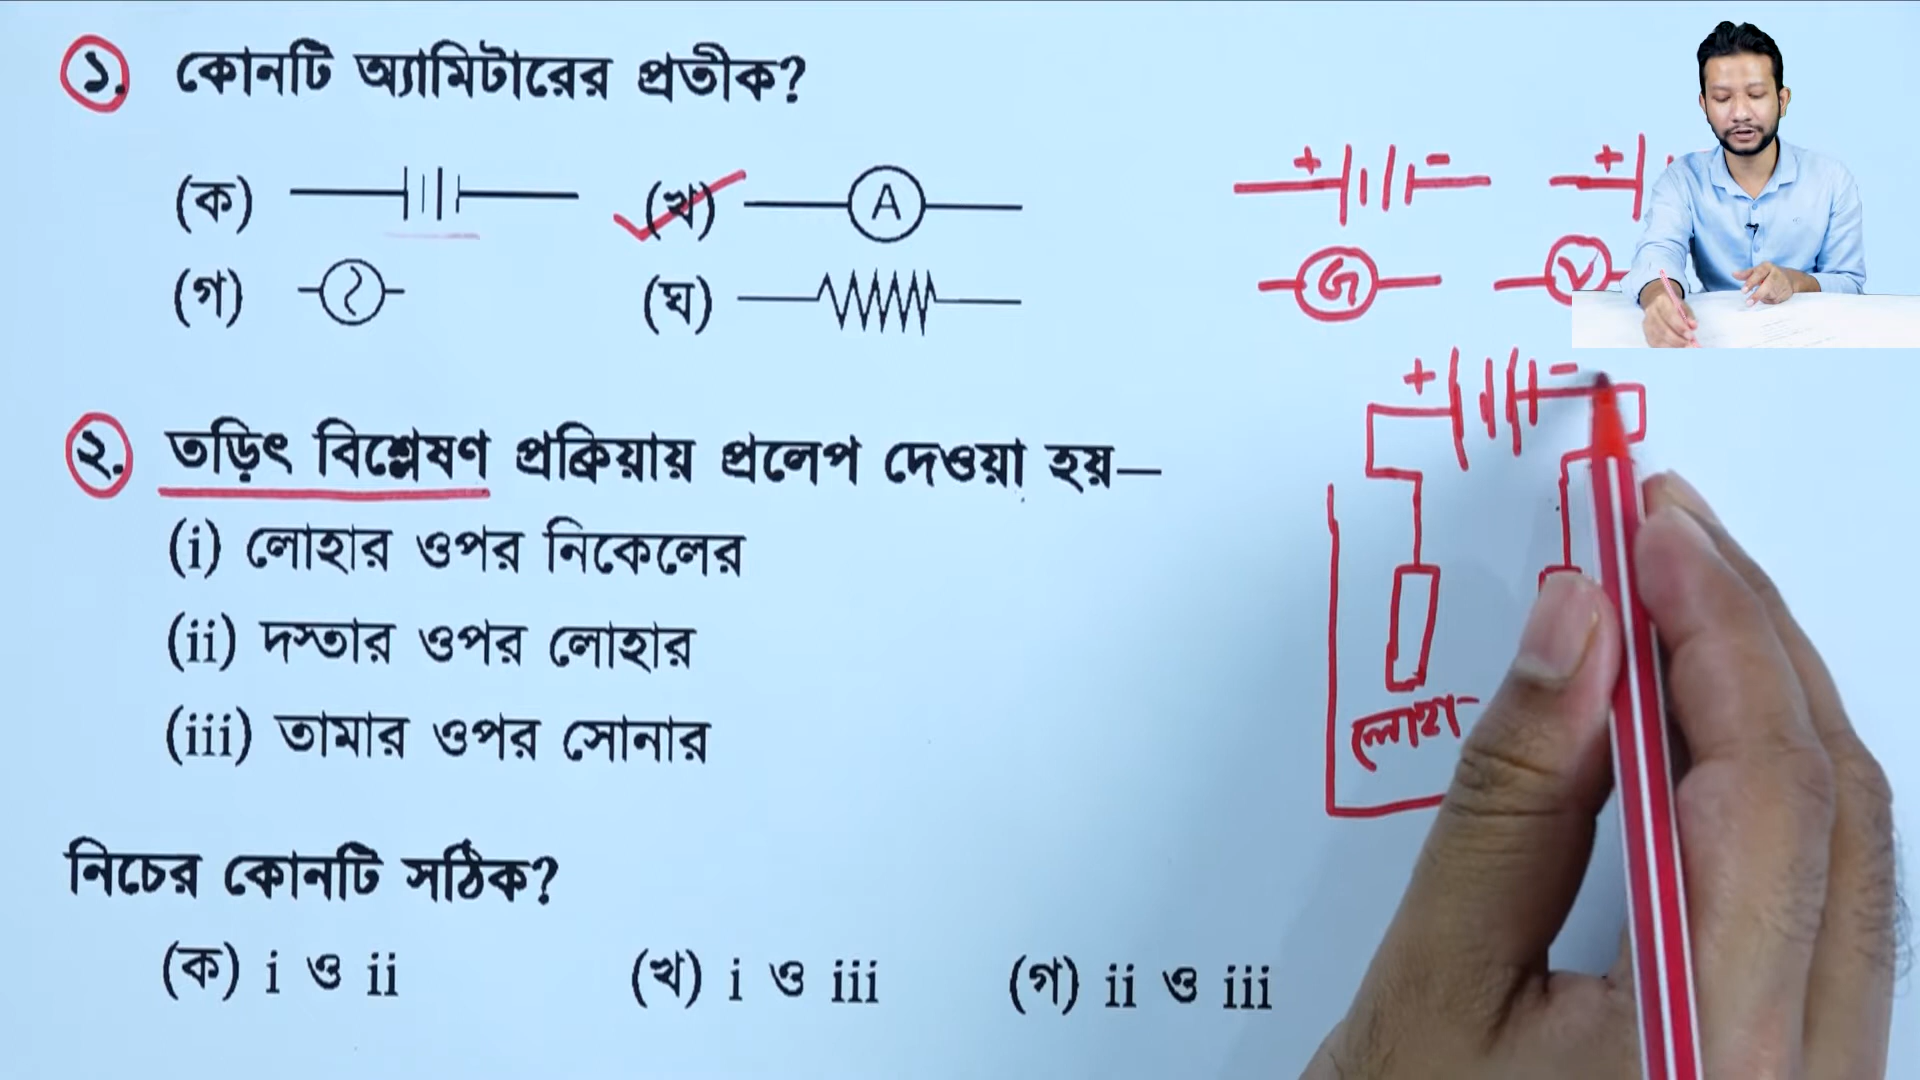 ১. কোনটি অ্যামিটারের প্রতীক?
(ক) (খ) A
(গ) (ঘ)
+ - +
G V
+ -
২. তড়িৎ বিশ্লেষণ প্রক্রিয়ায় প্রলেপ দেওয়া হয়—
(i) লোহার ওপর নিকেলের
(ii) দস্তার ওপর লোহার
(iii) তামার ওপর সোনার
লোহা
নিচের কোনটি সঠিক?
(ক) i ও ii (খ) i ও iii (গ) ii ও iii